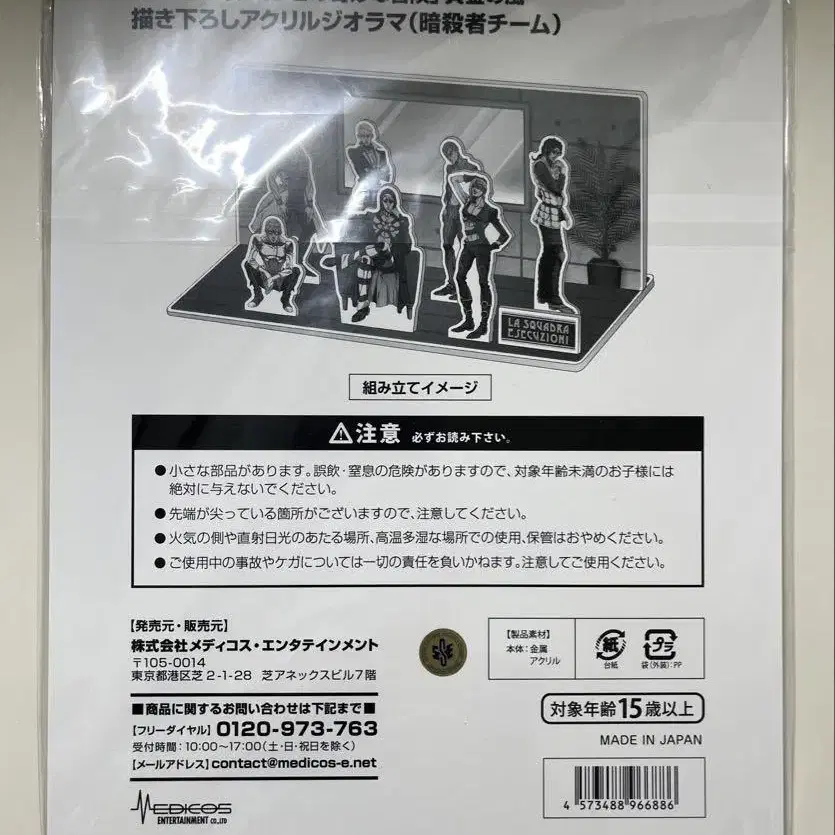 描き下ろしアクリルジオラマ(暗殺者チーム)
LA SQUADRA
ESECUZIONI
組み立てイメージ
注意 必ずお読み下さい。
●小さな部品があります。誤飲・窒息の危険がありますので、対象年齢未満のお子様には
絶対に与えないでください。
●先端が尖っている箇所がございますので、注意してください。
●火気の側や直射日光のあたる場所、高温多湿な場所での使用、保管はおやめください。
●ご使用中の事故やケガについては一切の責任を負いかねます。注意してご使用ください。
【発売元・販売元】
株式会社メディコス・エンタテインメント
〒105-0014
東京都港区芝2-1-28 芝アネックスビル7階
■商品に関するお問い合わせは下記まで■
【フリーダイヤル】0120-973-763
受付時間:10:00~17:00(土・日・祝日を除く)
【メールアドレス】contact@medicos-e.net
MEDICOS
ENTERTAINMENT CO.,LTD
【製品素材】
本体:金属
アクリル
紙
台紙
プラ
袋(外装):PP
対象年齢15歳以上
MADE IN JAPAN
4 573488 966886